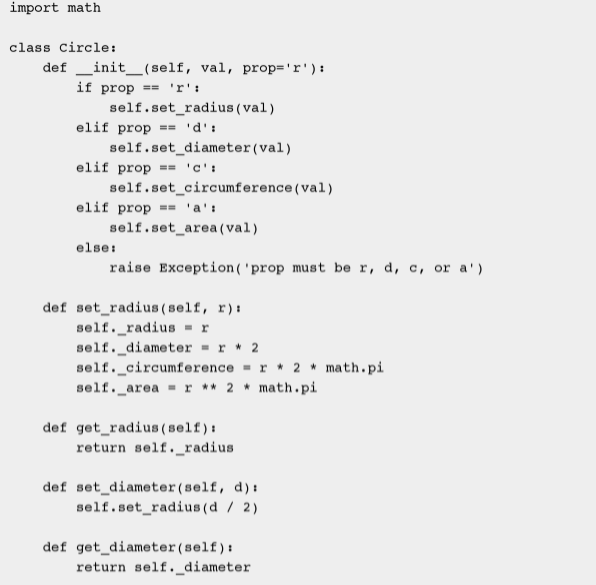 import math

class Circle:
    def __init__(self, val, prop='r'):
        if prop == 'r':
            self.set_radius(val)
        elif prop == 'd':
            self.set_diameter(val)
        elif prop == 'c':
            self.set_circumference(val)
        elif prop == 'a':
            self.set_area(val)
        else:
            raise Exception('prop must be r, d, c, or a')

    def set_radius(self, r):
        self._radius = r
        self._diameter = r * 2
        self._circumference = r * 2 * math.pi
        self._area = r ** 2 * math.pi

    def get_radius(self):
        return self._radius

    def set_diameter(self, d):
        self.set_radius(d / 2)

    def get_diameter(self):
        return self._diameter